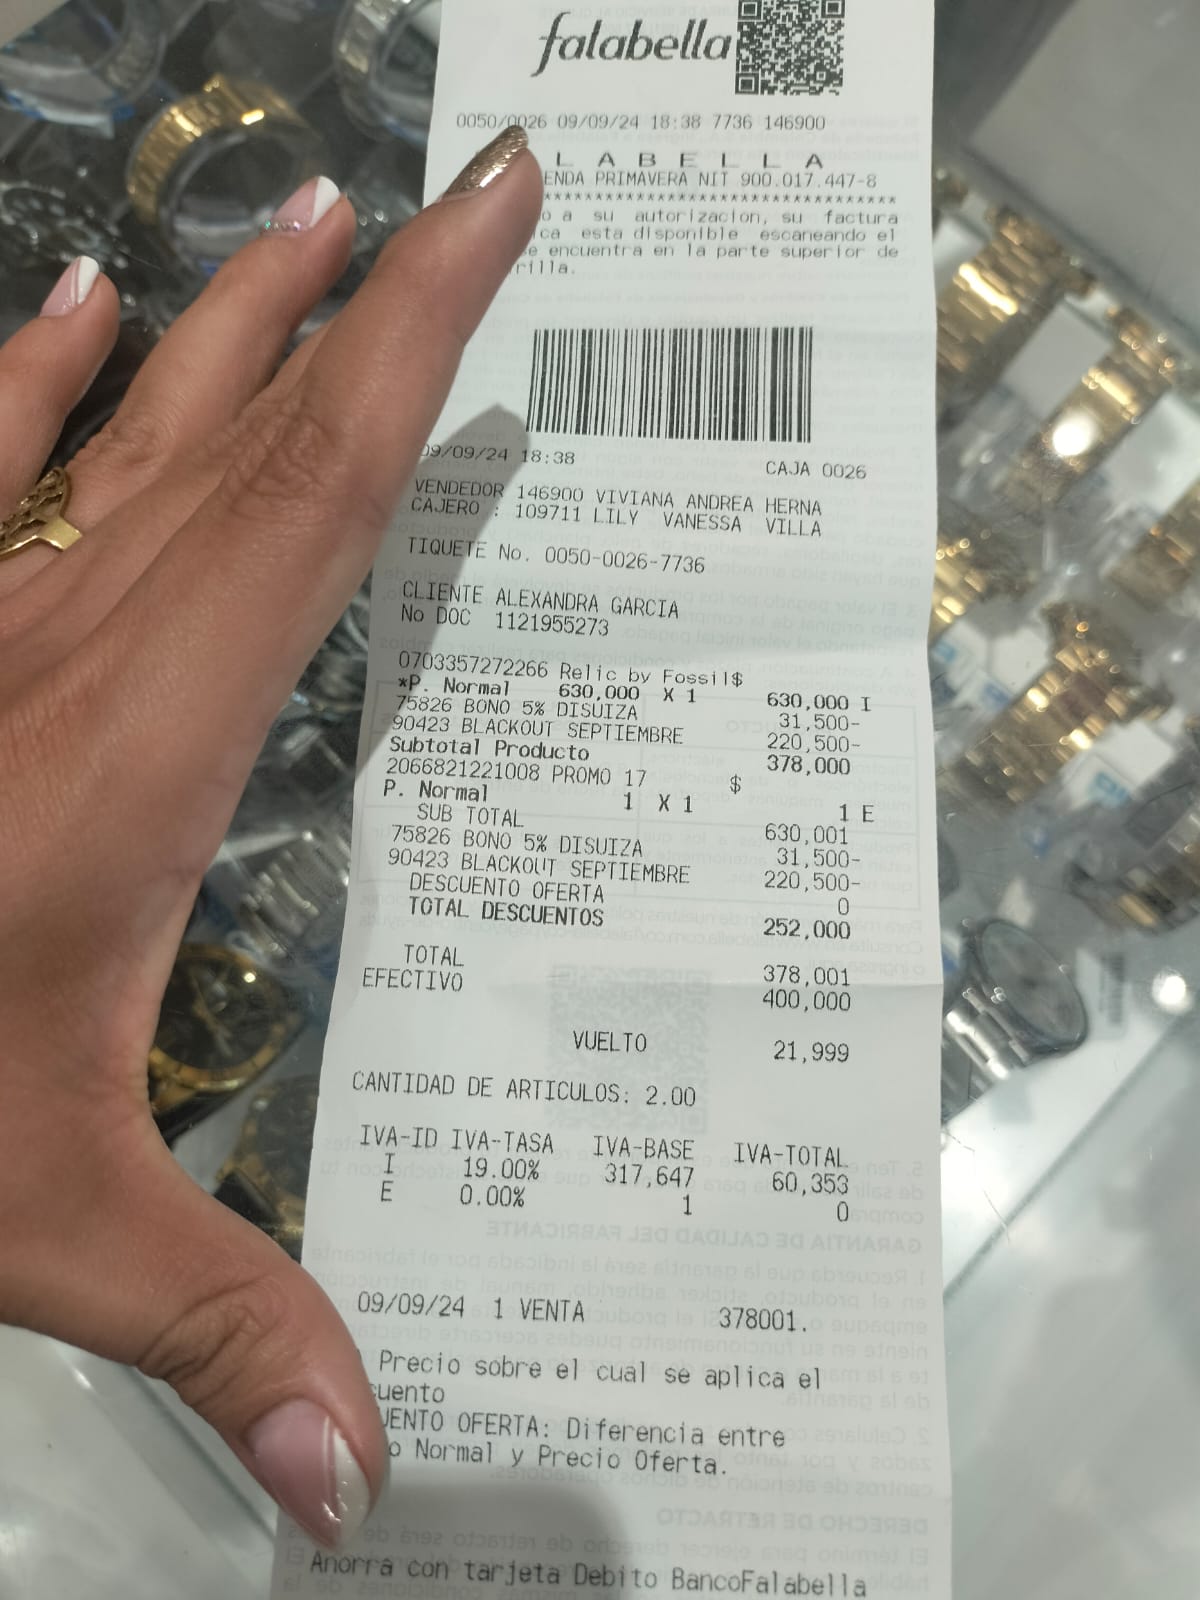 falabella
0050/0026 09/09/24 18:38 7736 146900
L A B E L L A
ENDA PRIMAVERA NIT 900.017.447-8
************************************
o a su autorizacion, su factura
ica esta disponible escaneando el
se encuentra en la parte superior de
rilla.
09/09/24 18:38 CAJA 0026
VENDEDOR 146900 VIVIANA ANDREA HERNA
CAJERO : 109711 LILY VANESSA VILLA
TIQUETE No. 0050-0026-7736
CLIENTE ALEXANDRA GARCIA
No DOC 1121955273
0703357272266 Relic by Fossil$
*P. Normal 630,000 X 1 630,000 I
75826 BONO 5% DISUIZA 31,500-
90423 BLACKOUT SEPTIEMBRE 220,500-
Subtotal Producto 378,000
2066821221008 PROMO 17 $
P. Normal 1 X 1 1 E
SUB TOTAL 630,001
75826 BONO 5% DISUIZA 31,500-
90423 BLACKOUT SEPTIEMBRE 220,500-
DESCUENTO OFERTA 0
TOTAL DESCUENTOS 252,000
TOTAL 378,001
EFECTIVO 400,000
VUELTO 21,999
CANTIDAD DE ARTICULOS: 2.00
IVA-ID IVA-TASA IVA-BASE IVA-TOTAL
I 19.00% 317,647 60,353
E 0.00% 1 0
09/09/24 1 VENTA 378001.
) Precio sobre el cual se aplica el
cuento
UENTO OFERTA: Diferencia entre
o Normal y Precio Oferta.
Ahorra con tarjeta Debito BancoFalabella